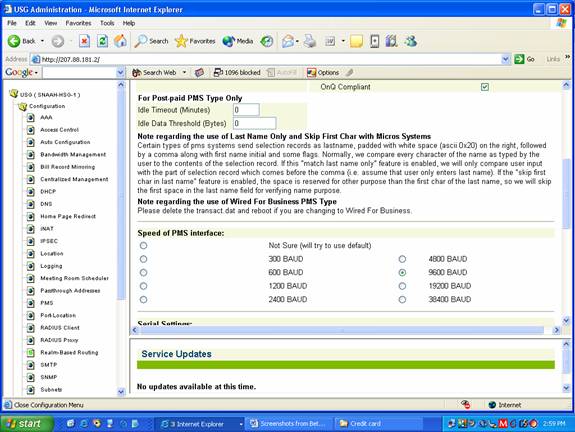 USG Administration - Microsoft Internet Explorer
File Edit View Favorites Tools Help
Back Search Favorites Media
Address http://207.88.181.2/ Go Links
Google Search Web 1096 blocked AutoFill Options
USG ( SNAAH-HSG-1 )
Configuration
AAA
Access Control
Auto Configuration
Bandwidth Management
Bill Record Mirroring
Centralized Management
DHCP
DNS
Home Page Redirect
iNAT
IPSEC
Location
Logging
Meeting Room Scheduler
Passthrough Addresses
PMS
Port-Location
RADIUS Client
RADIUS Proxy
Realm-Based Routing
SMTP
SNMP
Subnets
OnQ Compliant
For Post-paid PMS Type Only
Idle Timeout (Minutes) 0
Idle Data Threshold (Bytes) 0
Note regarding the use of Last Name Only and Skip First Char with Micros Systems
Certain types of pms systems send selection records as lastname, padded with white space (ascii 0x20) on the right, followed
by a comma along with first name initial and some flags. Normally, we compare every character of the name as typed by the
user to the contents of the selection record. If this "match last name only" feature is enabled, we will only compare user input
with the part of selection record which comes before the comma (i.e. assume that user only enters last name). If the "skip first
char in last name" feature is enabled, the space is reserved for other purpose than the first char of the last name, so we will skip
the first space in the last name field for verifying name purpose.
Note regarding the use of Wired For Business PMS Type
Please delete the transact.dat and reboot if you are changing to Wired For Business.
Speed of PMS interface:
Not Sure (will try to use default)
300 BAUD 4800 BAUD
600 BAUD 9600 BAUD
1200 BAUD 19200 BAUD
2400 BAUD 38400 BAUD
Serial Settings:
Service Updates
No updates available at this time.
Close Configuration Menu Internet
start 3 Internet Explorer Screenshots from Bet... Credit card 2:59 PM